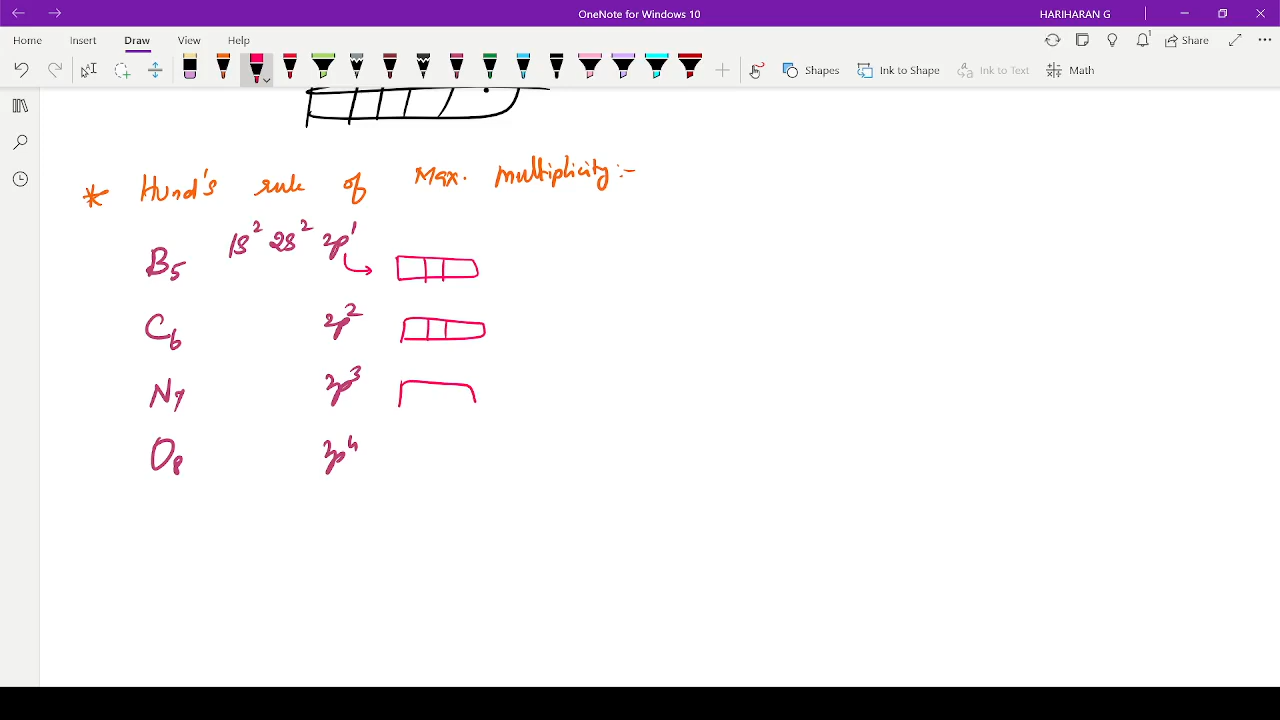 OneNote for Windows 10
HARIHARAN G
Home Insert Draw View Help
Share
Shapes Ink to Shape Ink to Text Math
* Hund's rule of Max. multiplicity:-
B5 1s² 2s² 2p¹
C6 2p²
N7 2p³
O8 2p⁴